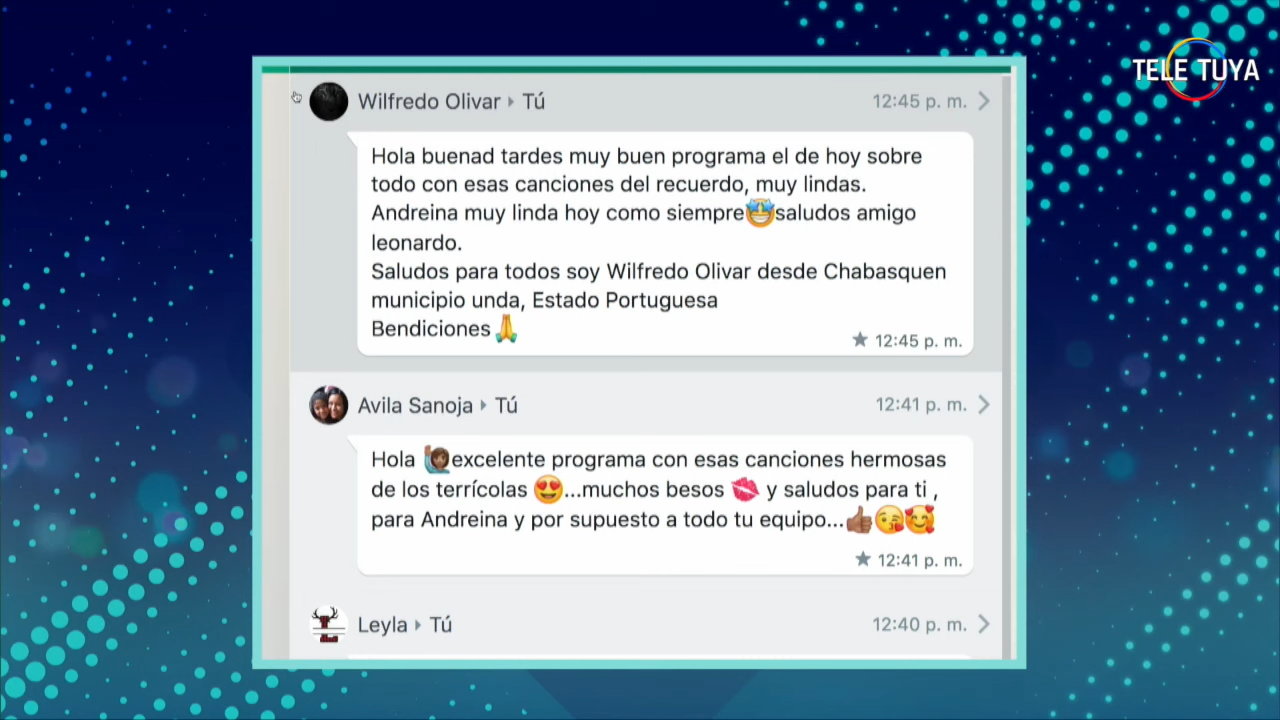 TELE TUYA
Wilfredo Olivar ▸ Tú 12:45 p. m.
Hola buenad tardes muy buen programa el de hoy sobre
todo con esas canciones del recuerdo, muy lindas.
Andreina muy linda hoy como siempre🤩saludos amigo
leonardo.
Saludos para todos soy Wilfredo Olivar desde Chabasquen
municipio unda, Estado Portuguesa
Bendiciones🙏
★ 12:45 p. m.
Avila Sanoja ▸ Tú 12:41 p. m.
Hola 🙋🏽‍♀️excelente programa con esas canciones hermosas
de los terrícolas 😍...muchos besos 💋 y saludos para ti ,
para Andreina y por supuesto a todo tu equipo...👍🏾😘🥰
★ 12:41 p. m.
Leyla ▸ Tú 12:40 p. m.